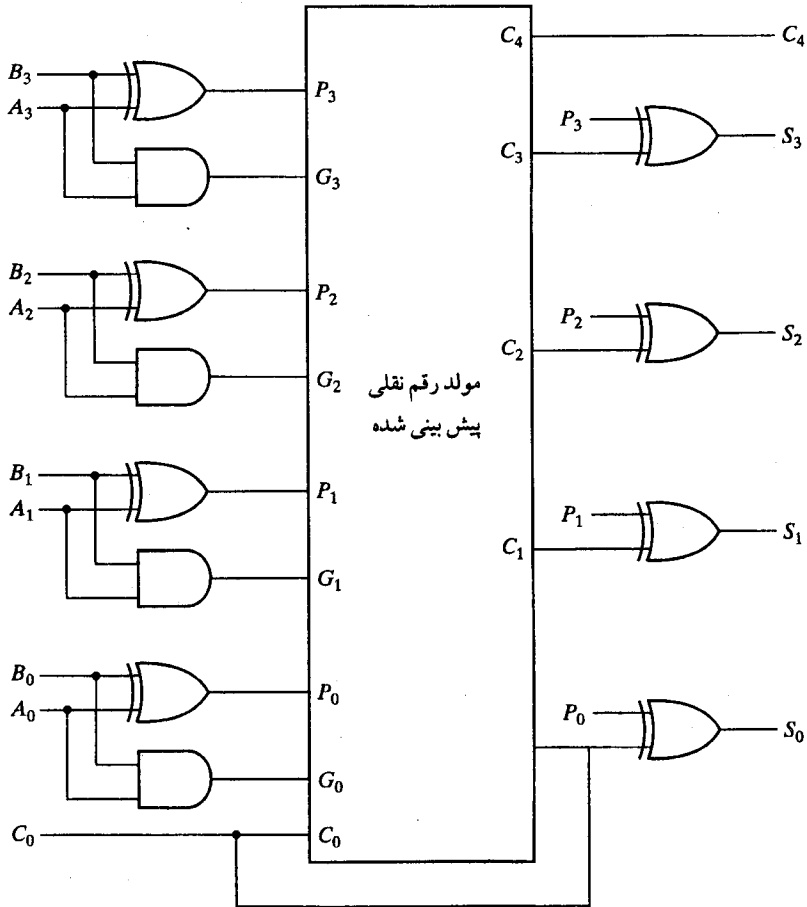 C₄ C₄
B₃
A₃
P₃
P₃
S₃
C₃
G₃
B₂
A₂
P₂
P₂
S₂
C₂
G₂
مولد رقم نقلی
پیش بینی شده
B₁
A₁
P₁
P₁
S₁
C₁
G₁
B₀
A₀
P₀
P₀
S₀
G₀
C₀ C₀